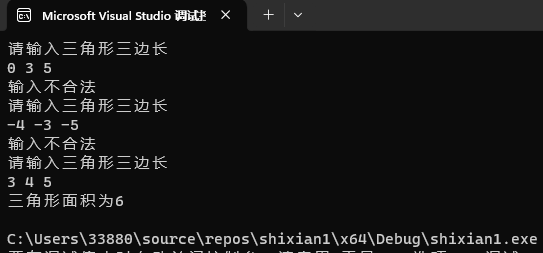 Microsoft Visual Studio 调试
请输入三角形三边长
0 3 5
输入不合法
请输入三角形三边长
-4 -3 -5
输入不合法
请输入三角形三边长
3 4 5
三角形面积为6
C:\Users\33880\source\repos\shixian1\x64\Debug\shixian1.exe